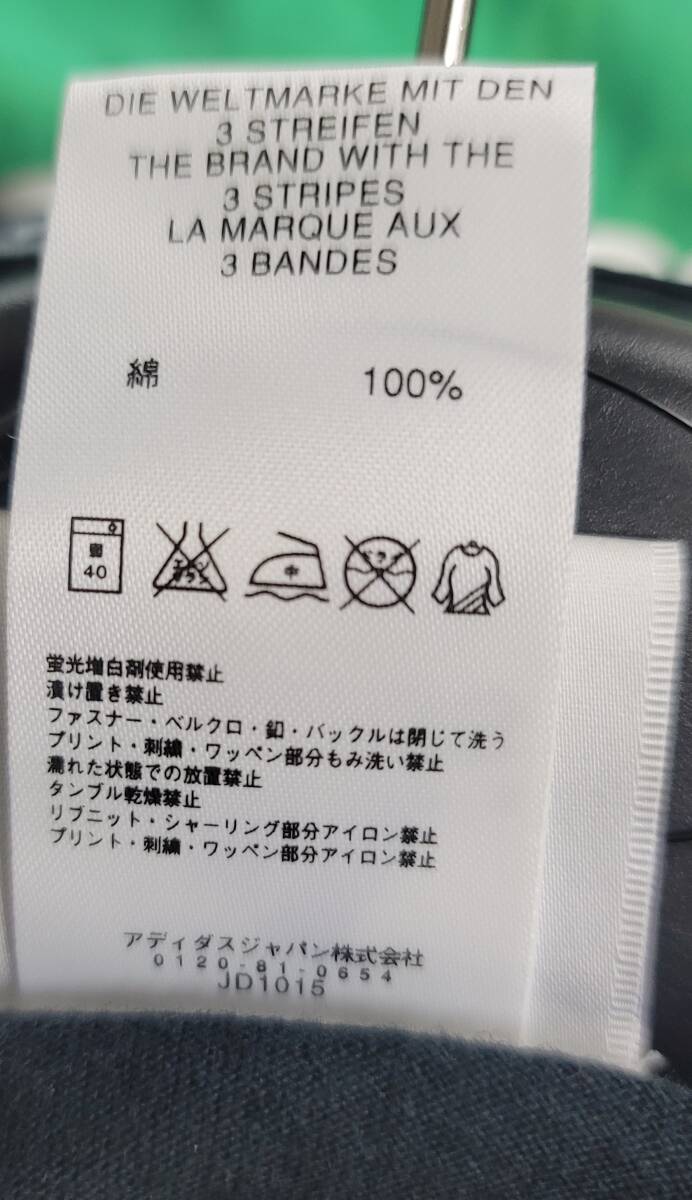 DIE WELTMARKE MIT DEN
3 STREIFEN
THE BRAND WITH THE
3 STRIPES
LA MARQUE AUX
3 BANDES
綿 100%
40
中
ドライ
蛍光増白剤使用禁止
漬け置き禁止
ファスナー・ベルクロ・釦・バックルは閉じて洗う
プリント・刺繍・ワッペン部分もみ洗い禁止
濡れた状態での放置禁止
タンブル乾燥禁止
リブニット・シャーリング部分アイロン禁止
プリント・刺繍・ワッペン部分アイロン禁止
アディダスジャパン株式会社
0120-81-0654
JD1015